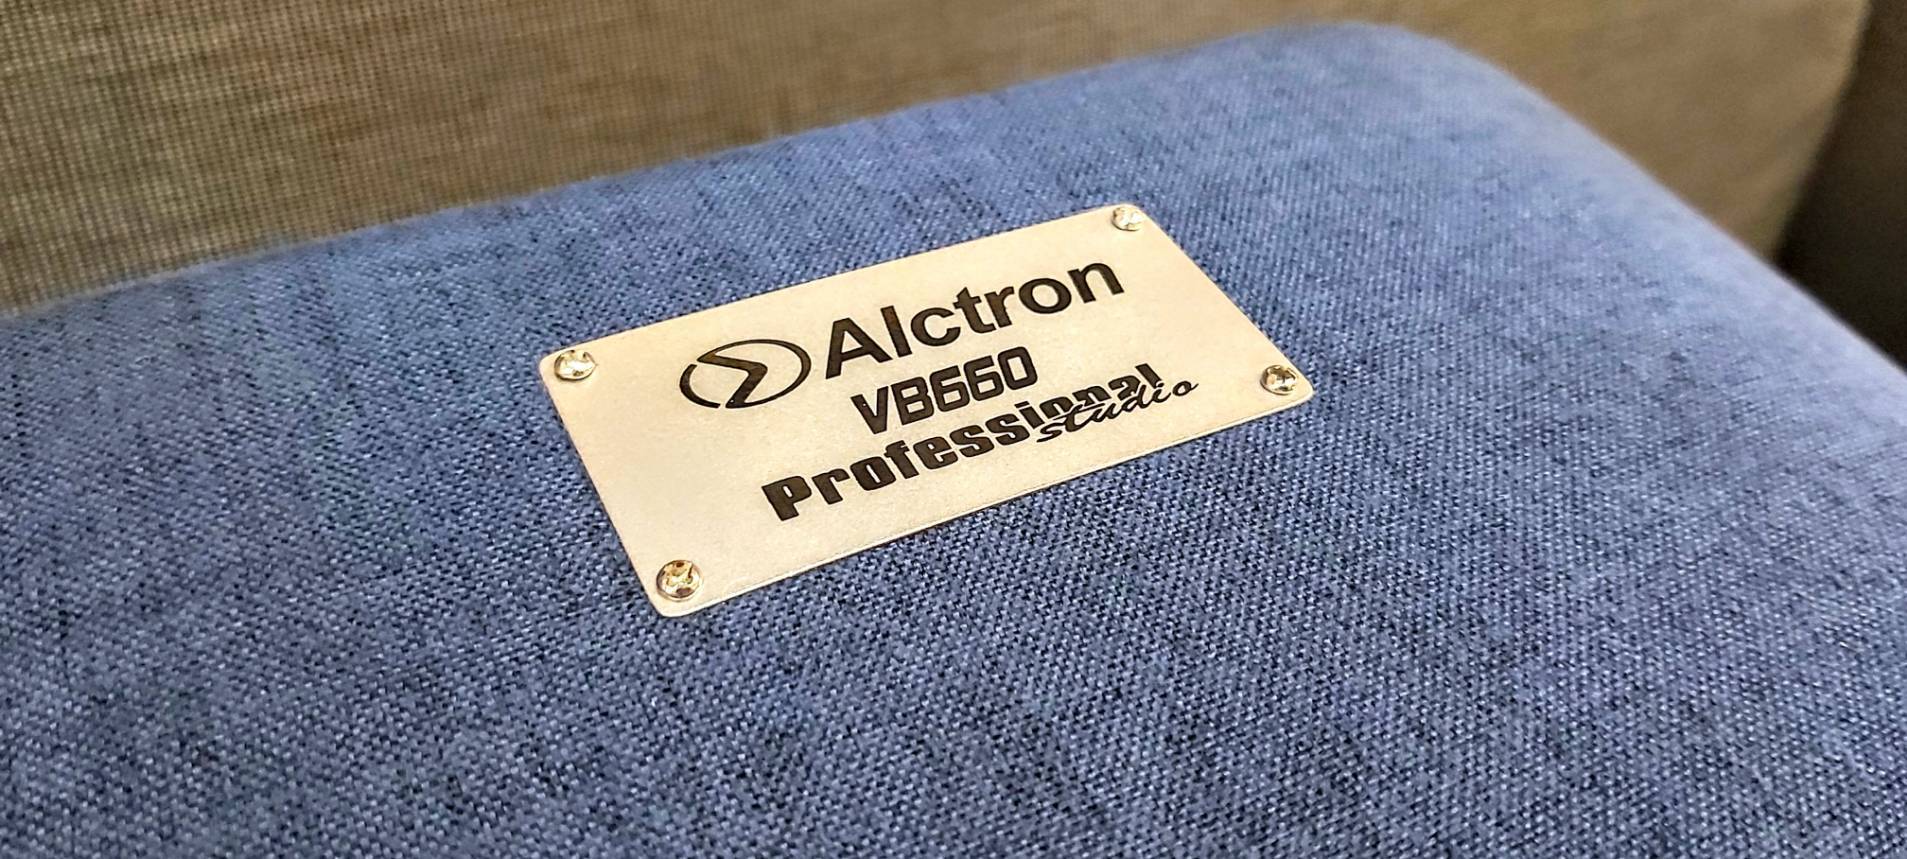 Alctron
VB660
Professional
studio